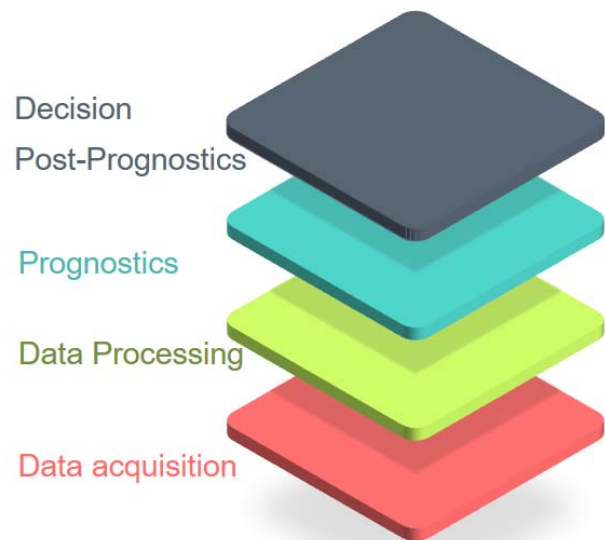 Decision
Post-Prognostics
Prognostics
Data Processing
Data acquisition